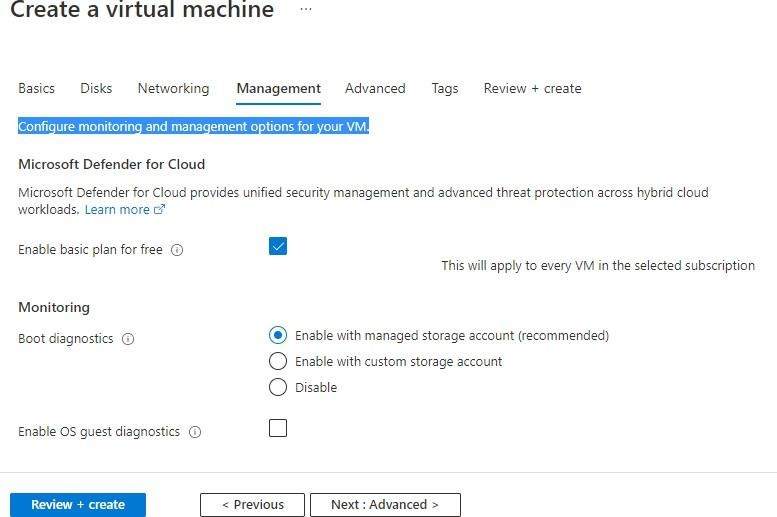 Create a virtual machine ...
Basics Disks Networking Management Advanced Tags Review + create
Configure monitoring and management options for your VM.
Microsoft Defender for Cloud
Microsoft Defender for Cloud provides unified security management and advanced threat protection across hybrid cloud
workloads. Learn more
Enable basic plan for free
This will apply to every VM in the selected subscription
Monitoring
Boot diagnostics
Enable with managed storage account (recommended)
Enable with custom storage account
Disable
Enable OS guest diagnostics
Review + create
< Previous
Next : Advanced >